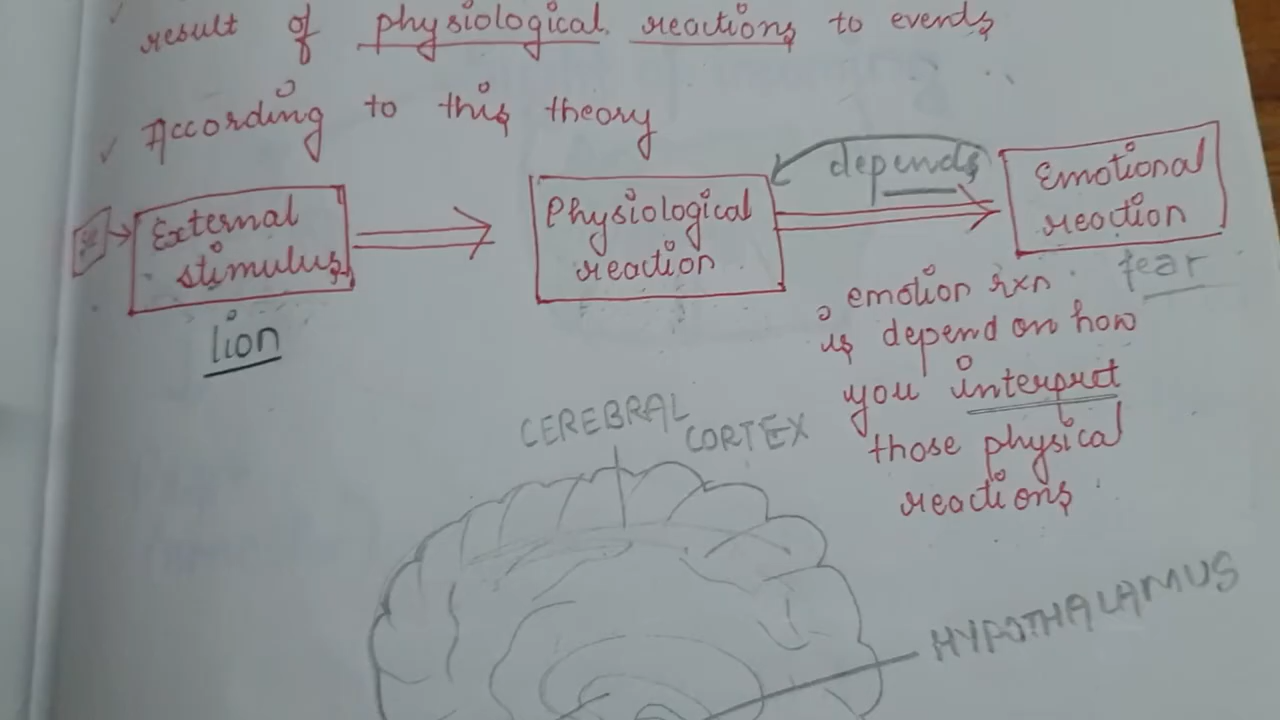 result of physiological reactions to events
According to this theory
External
stimulus
lion
Physiological
reaction
depends
Emotional
reaction
fear
emotion rxn
is depend on how
you interpret
those physical
reactions
CEREBRAL
CORTEX
HYPOTHALAMUS